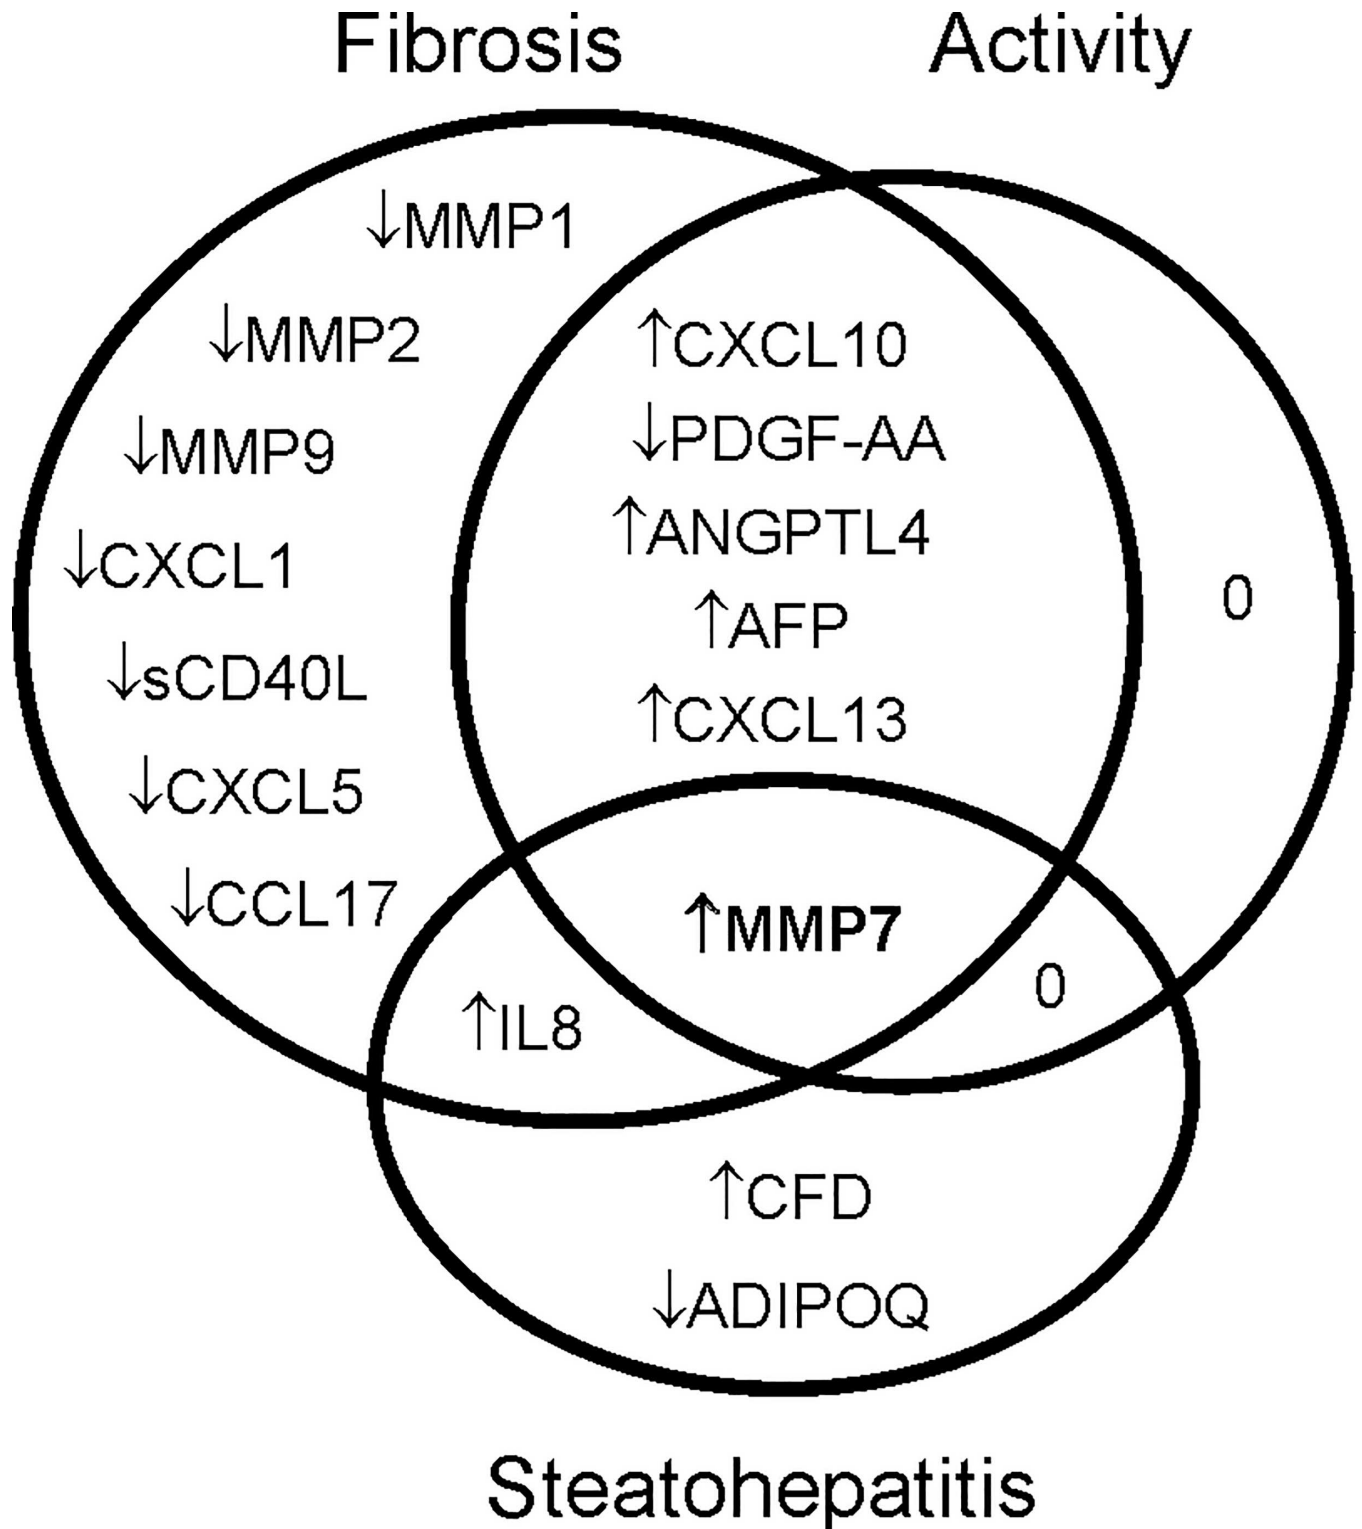 Fibrosis
Activity
↓MMP1
↓MMP2
↓MMP9
↓CXCL1
↓sCD40L
↓CXCL5
↓CCL17
↑CXCL10
↓PDGF-AA
↑ANGPTL4
↑AFP
↑CXCL13
0
↑MMP7
0
↑IL8
↑CFD
↓ADIPOQ
Steatohepatitis